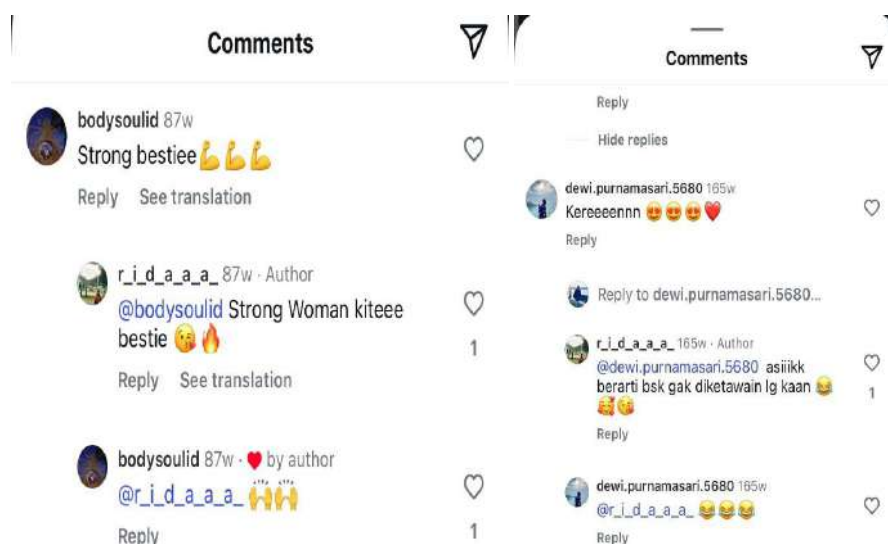 Comments
bodysoulid 87w
Strong bestiee💪💪💪
Reply See translation
r_i_d_a_a_a_ 87w · Author
@bodysoulid Strong Woman kiteee
bestie 😘🔥
Reply See translation
bodysoulid 87w · ❤️ by author
@r_i_d_a_a_a_ 🙌🙌
Reply
1
1
Comments
Reply
Hide replies
dewi.purnamasari.5680 165w
Kereeeennn 😍😍😍❤️
Reply
Reply to dewi.purnamasari.5680...
r_i_d_a_a_a_ 165w · Author
@dewi.purnamasari.5680 asiiikk
berarti bsk gak diketawain lg kaan 😂
🥰😘
Reply
1
dewi.purnamasari.5680 165w
@r_i_d_a_a_a_ 😂😂😂
Reply